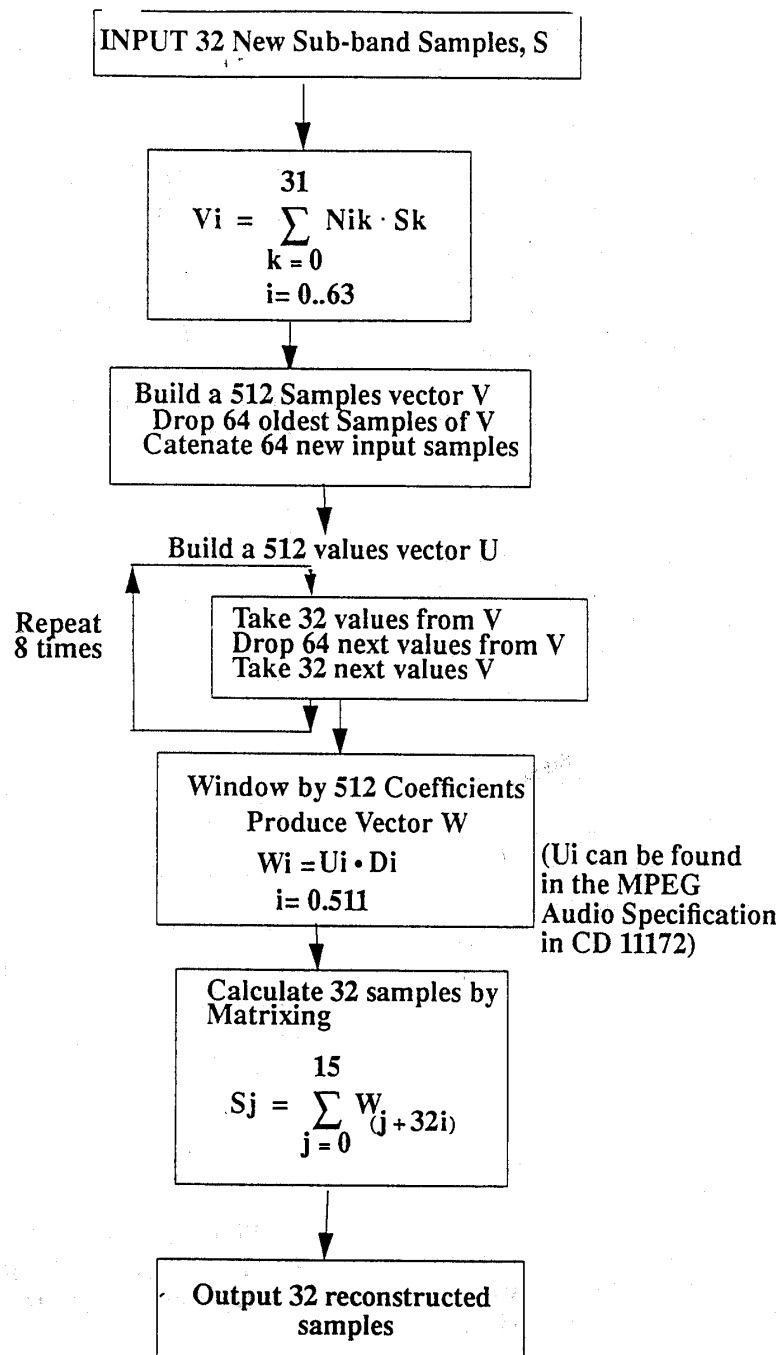 INPUT 32 New Sub-band Samples, S
31
Vi = ∑ Nik · Sk
k = 0
i= 0..63
Build a 512 Samples vector V
Drop 64 oldest Samples of V
Catenate 64 new input samples
Build a 512 values vector U
Repeat
8 times
Take 32 values from V
Drop 64 next values from V
Take 32 next values V
Window by 512 Coefficients
Produce Vector W
Wi = Ui • Di
i= 0.511
(Ui can be found
in the MPEG
Audio Specification
in CD 11172)
Calculate 32 samples by
Matrixing
15
Sj = ∑ W(j + 32i)
j = 0
Output 32 reconstructed
samples